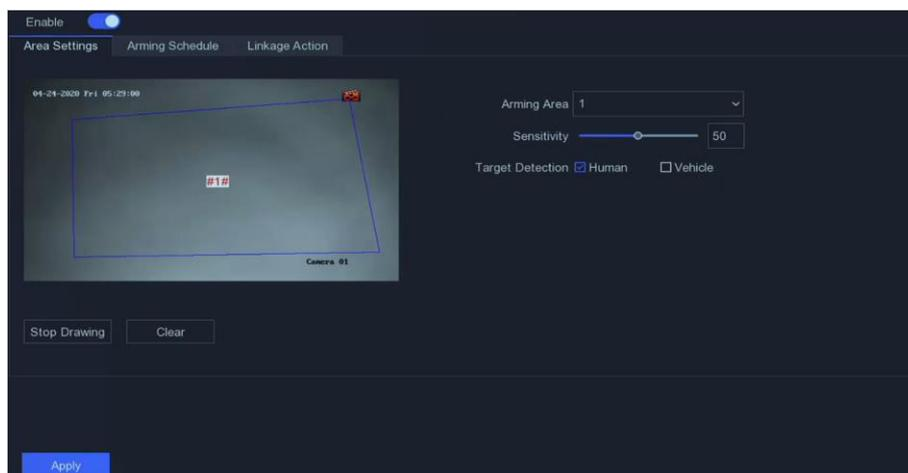 Enable
Area Settings Arming Schedule Linkage Action
04-24-2020 Fri 05:29:00
#1#
Camera 01
Arming Area 1
Sensitivity 50
Target Detection Human Vehicle
Stop Drawing Clear
Apply